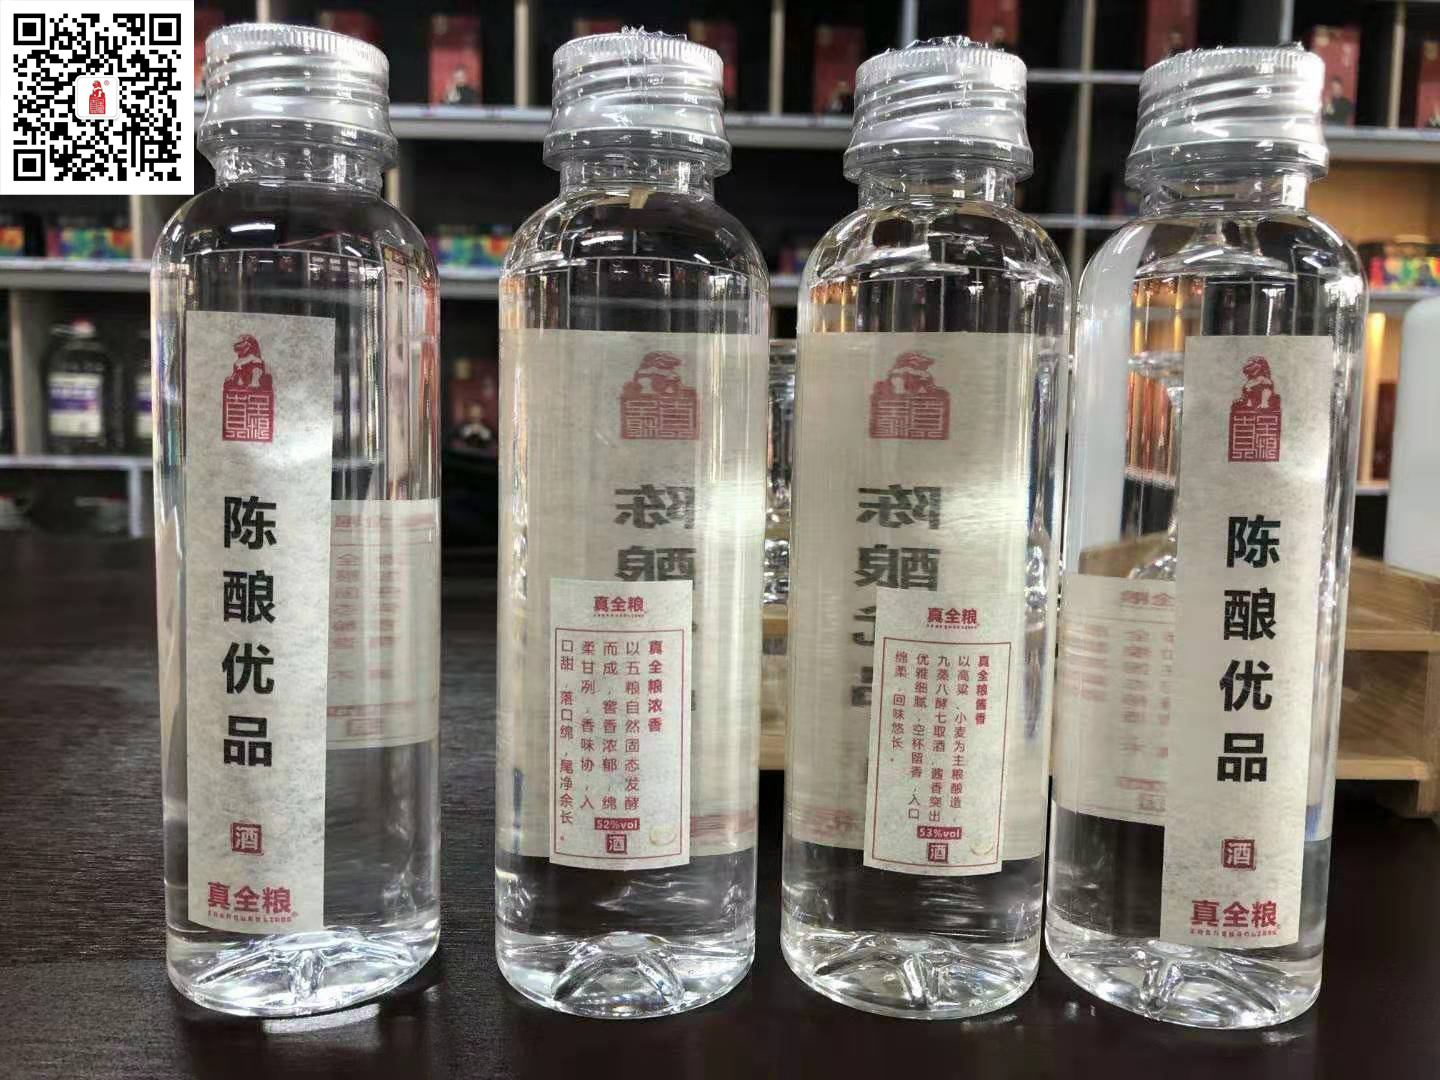 陈酿优品
酒
真全粮
ZHENQUANLIANG
真全粮
真全粮浓香
以五粮自然固态发酵
而成，窖香浓郁，绵
柔甘冽，香味协，入
口甜，落口绵，尾净余长。
52%vol
酒
真全粮
真全粮酱香
以高粱、小麦为主粮酿造，
九蒸八酵七取酒，酱香突出
优雅细腻，空杯留香，入口
绵柔，回味悠长。
53%vol
酒
陈酿优品
酒
真全粮
ZHENQUANLIANG